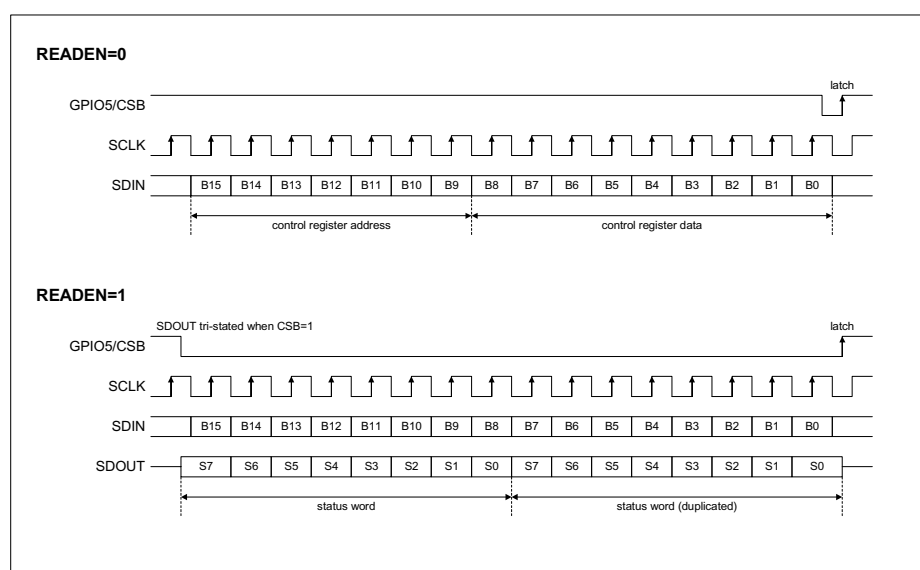 READEN=0
latch
GPIO5/CSB
SCLK
SDIN B15 B14 B13 B12 B11 B10 B9 B8 B7 B6 B5 B4 B3 B2 B1 B0
control register address control register data
READEN=1
SDOUT tri-stated when CSB=1 latch
GPIO5/CSB
SCLK
SDIN B15 B14 B13 B12 B11 B10 B9 B8 B7 B6 B5 B4 B3 B2 B1 B0
SDOUT S7 S6 S5 S4 S3 S2 S1 S0 S7 S6 S5 S4 S3 S2 S1 S0
status word status word (duplicated)